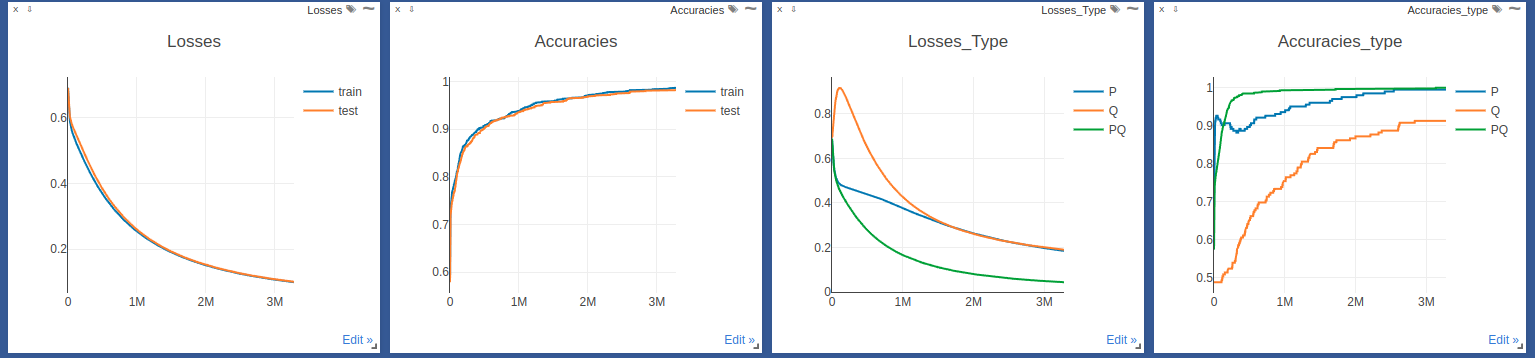 x ⇩ Losses
Losses
train
test
0.6
0.4
0.2
0 1M 2M 3M
Edit »
x ⇩ Accuracies
Accuracies
train
test
1
0.9
0.8
0.7
0.6
0 1M 2M 3M
Edit »
x ⇩ Losses_Type
Losses_Type
P
Q
PQ
0.8
0.6
0.4
0.2
0
0 1M 2M 3M
Edit »
x ⇩ Accuracies_type
Accuracies_type
P
Q
PQ
1
0.9
0.8
0.7
0.6
0.5
0 1M 2M 3M
Edit »